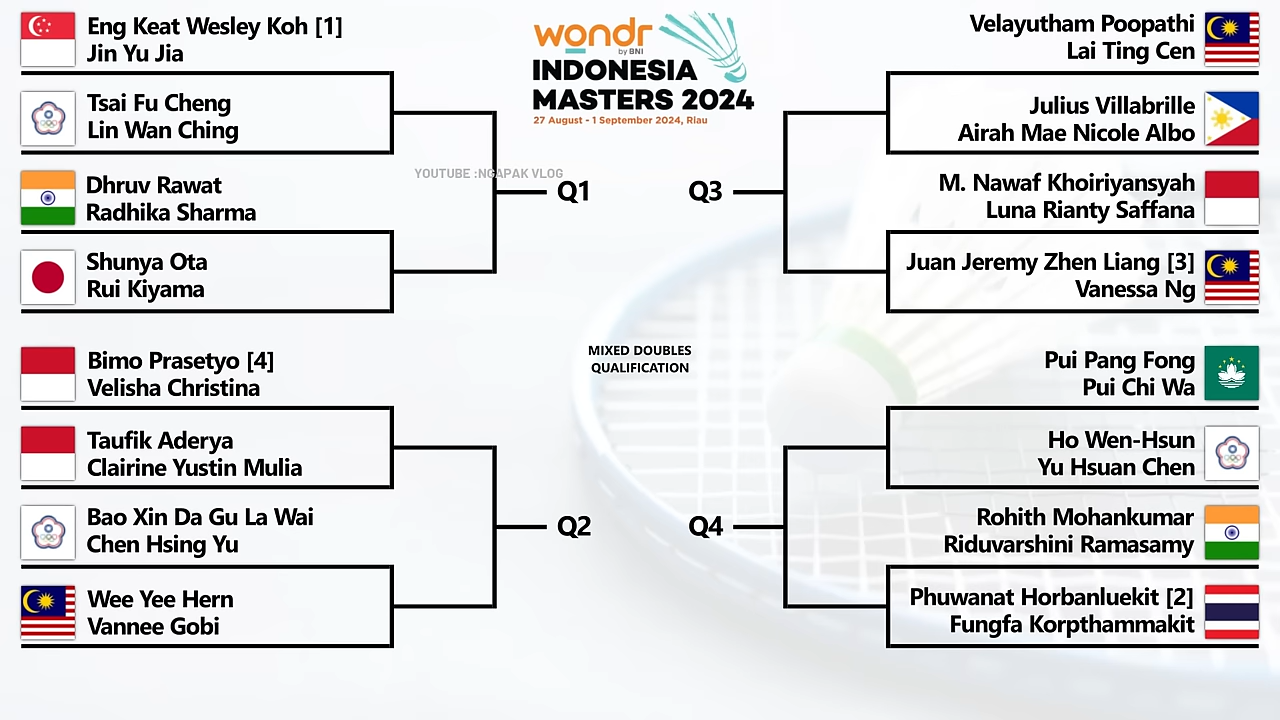 Eng Keat Wesley Koh [1]
Jin Yu Jia
Tsai Fu Cheng
Lin Wan Ching
Dhruv Rawat
Radhika Sharma
Shunya Ota
Rui Kiyama
Bimo Prasetyo [4]
Velisha Christina
Taufik Aderya
Clairine Yustin Mulia
Bao Xin Da Gu La Wai
Chen Hsing Yu
Wee Yee Hern
Vannee Gobi
wondr
by BNI
INDONESIA
MASTERS 2024
27 August - 1 September 2024, Riau
YOUTUBE :NGAPAK VLOG
Q1
Q3
MIXED DOUBLES
QUALIFICATION
Q2
Q4
Velayutham Poopathi
Lai Ting Cen
Julius Villabrille
Airah Mae Nicole Albo
M. Nawaf Khoiriyansyah
Luna Rianty Saffana
Juan Jeremy Zhen Liang [3]
Vanessa Ng
Pui Pang Fong
Pui Chi Wa
Ho Wen-Hsun
Yu Hsuan Chen
Rohith Mohankumar
Riduvarshini Ramasamy
Phuwanat Horbanluekit [2]
Fungfa Korpthammakit